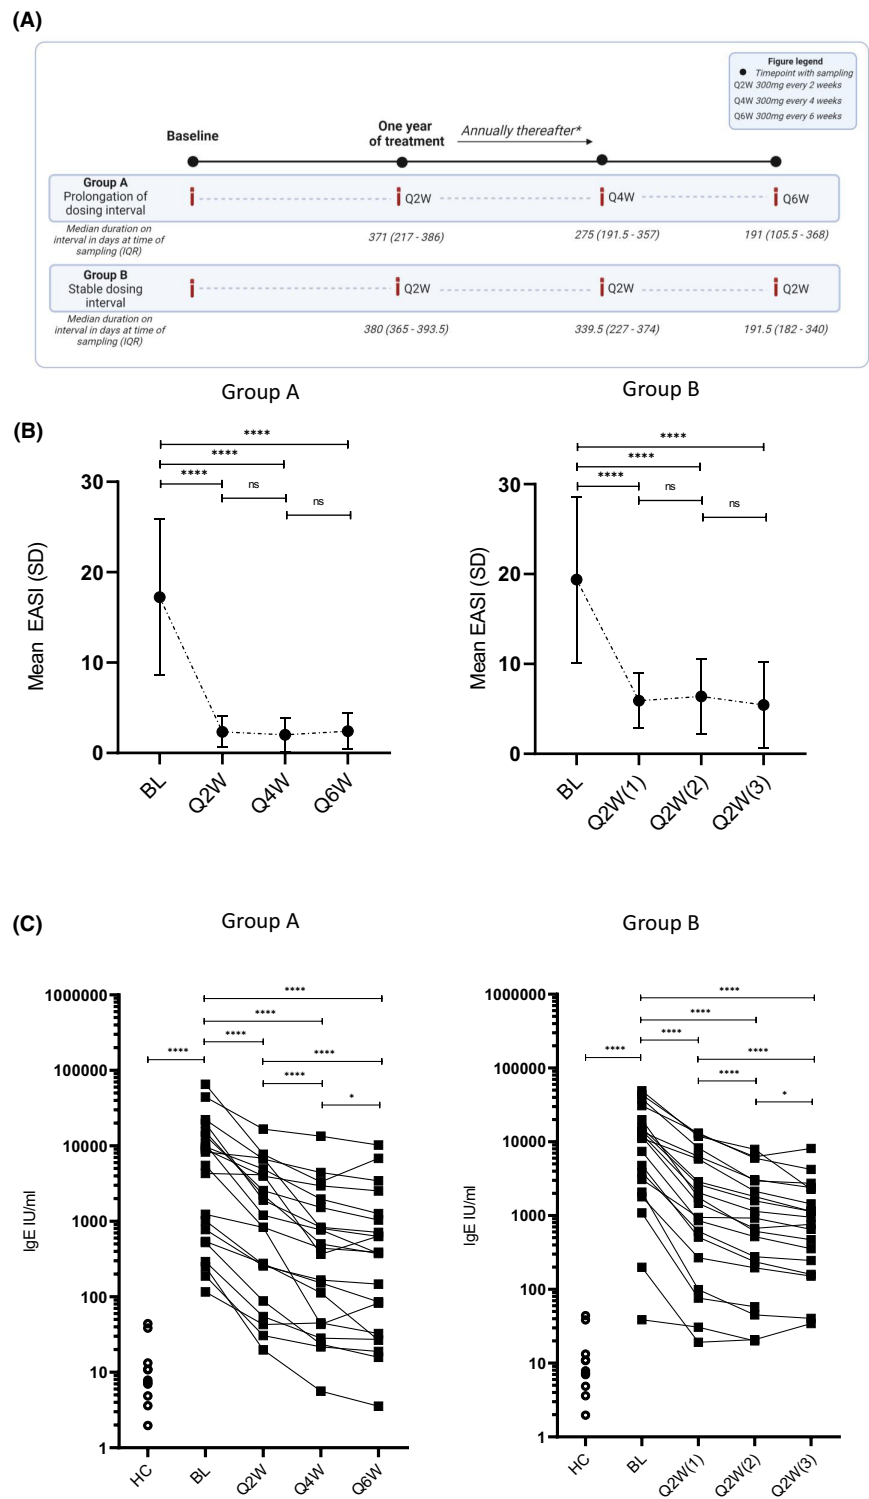 (A)
Figure legend
Timepoint with sampling
Q2W 300mg every 2 weeks
Q4W 300mg every 4 weeks
Q6W 300mg every 6 weeks
Baseline
One year
of treatment
Annually thereafter*
Group A
Prolongation of
dosing interval
Q2W
Q4W
Q6W
Median duration on
interval in days at time of
sampling (IQR)
371 (217 - 386)
275 (191.5 - 357)
191 (105.5 - 368)
Group B
Stable dosing
interval
Q2W
Q2W
Q2W
Median duration on
interval in days at time of
sampling (IQR)
380 (365 - 393.5)
339.5 (227 - 374)
191.5 (182 - 340)
(B)
Group A
****
****
****
ns
ns
30
20
10
0
Mean EASI (SD)
BL
Q2W
Q4W
Q6W
Group B
****
****
****
ns
ns
30
20
10
0
Mean EASI (SD)
BL
Q2W(1)
Q2W(2)
Q2W(3)
(C)
Group A
****
****
****
****
****
****
*
1000000
100000
10000
1000
100
10
1
IgE IU/ml
HC
BL
Q2W
Q4W
Q6W
Group B
****
****
****
****
****
****
*
1000000
100000
10000
1000
100
10
1
IgE IU/ml
HC
BL
Q2W(1)
Q2W(2)
Q2W(3)